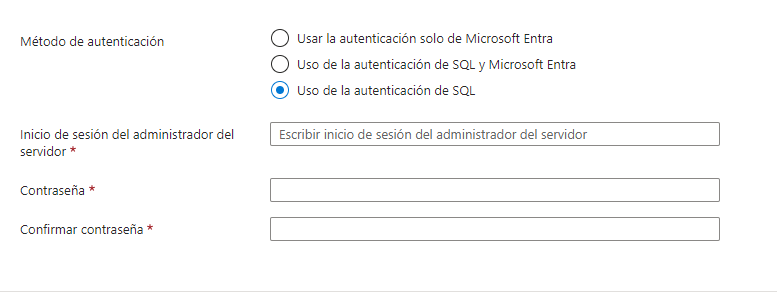 Método de autenticación
Usar la autenticación solo de Microsoft Entra
Uso de la autenticación de SQL y Microsoft Entra
Uso de la autenticación de SQL
Inicio de sesión del administrador del
servidor *
Escribir inicio de sesión del administrador del servidor
Contraseña *
Confirmar contraseña *